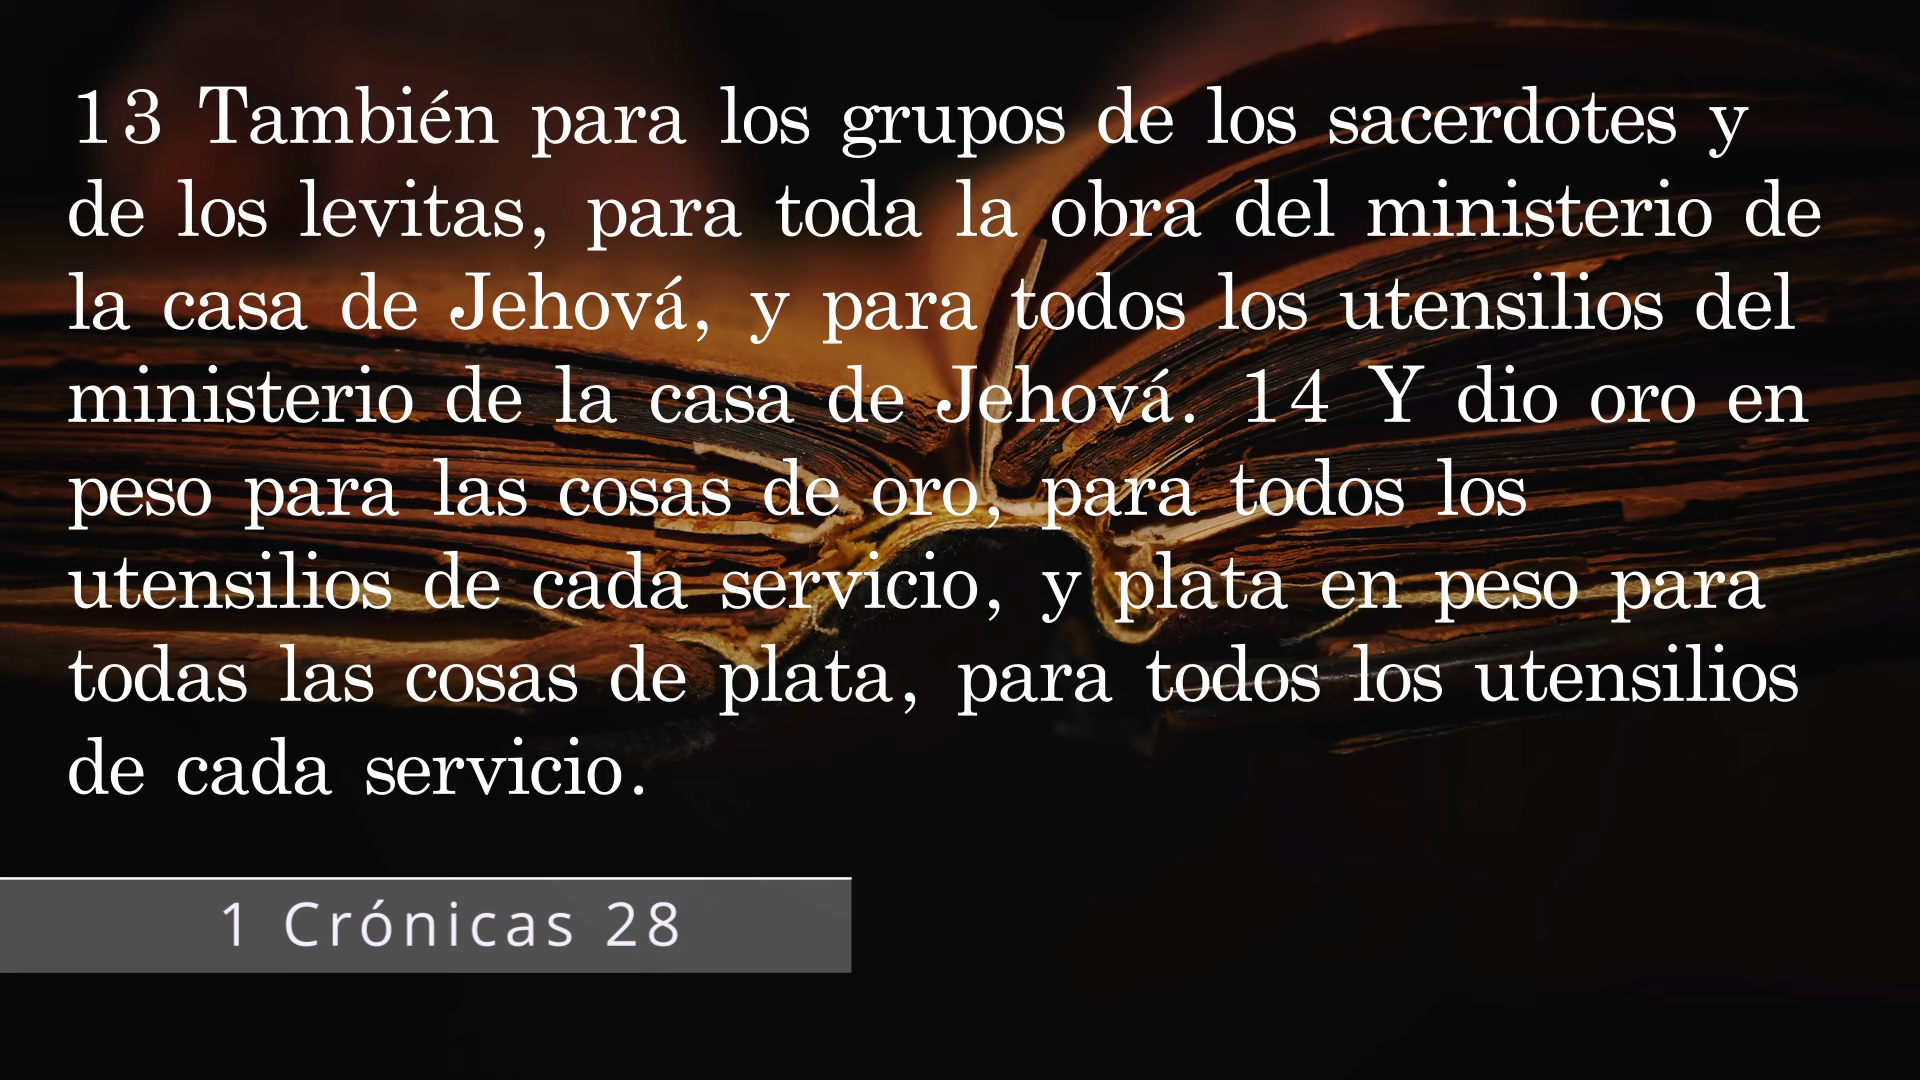 13 También para los grupos de los sacerdotes y
de los levitas, para toda la obra del ministerio de
la casa de Jehová, y para todos los utensilios del
ministerio de la casa de Jehová. 14 Y dio oro en
peso para las cosas de oro, para todos los
utensilios de cada servicio, y plata en peso para
todas las cosas de plata, para todos los utensilios
de cada servicio.
1 Crónicas 28